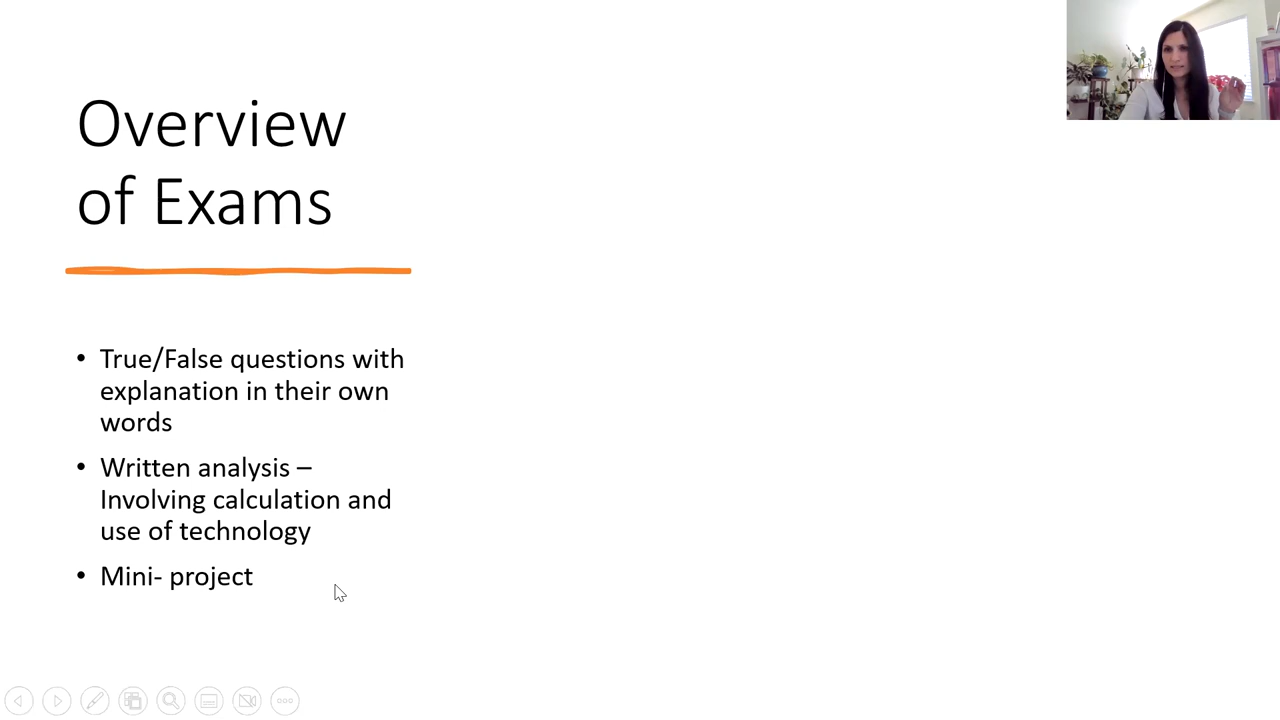 Overview
of Exams
• True/False questions with
explanation in their own
words
• Written analysis –
Involving calculation and
use of technology
• Mini- project